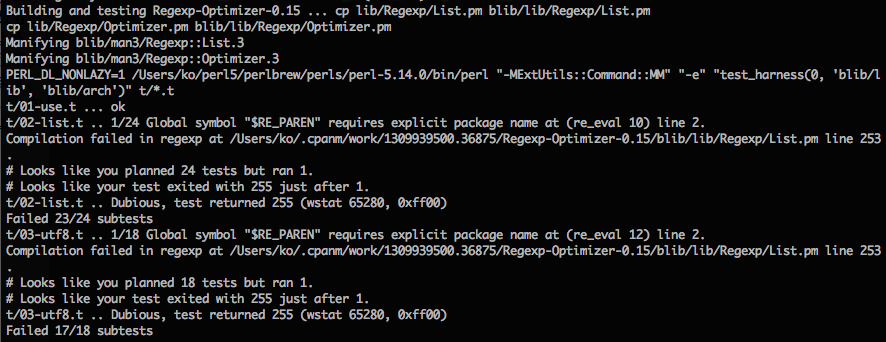 Building and testing Regexp-Optimizer-0.15 ... cp lib/Regexp/List.pm blib/lib/Regexp/List.pm
cp lib/Regexp/Optimizer.pm blib/lib/Regexp/Optimizer.pm
Manifying blib/man3/Regexp::List.3
Manifying blib/man3/Regexp::Optimizer.3
PERL_DL_NONLAZY=1 /Users/ko/perl5/perlbrew/perls/perl-5.14.0/bin/perl "-MExtUtils::Command::MM" "-e" "test_harness(0, 'blib/l
ib', 'blib/arch')" t/*.t
t/01-use.t ... ok
t/02-list.t .. 1/24 Global symbol "$RE_PAREN" requires explicit package name at (re_eval 10) line 2.
Compilation failed in regexp at /Users/ko/.cpanm/work/1309939500.36875/Regexp-Optimizer-0.15/blib/lib/Regexp/List.pm line 253
.
# Looks like you planned 24 tests but ran 1.
# Looks like your test exited with 255 just after 1.
t/02-list.t .. Dubious, test returned 255 (wstat 65280, 0xff00)
Failed 23/24 subtests
t/03-utf8.t .. 1/18 Global symbol "$RE_PAREN" requires explicit package name at (re_eval 12) line 2.
Compilation failed in regexp at /Users/ko/.cpanm/work/1309939500.36875/Regexp-Optimizer-0.15/blib/lib/Regexp/List.pm line 253
.
# Looks like you planned 18 tests but ran 1.
# Looks like your test exited with 255 just after 1.
t/03-utf8.t .. Dubious, test returned 255 (wstat 65280, 0xff00)
Failed 17/18 subtests